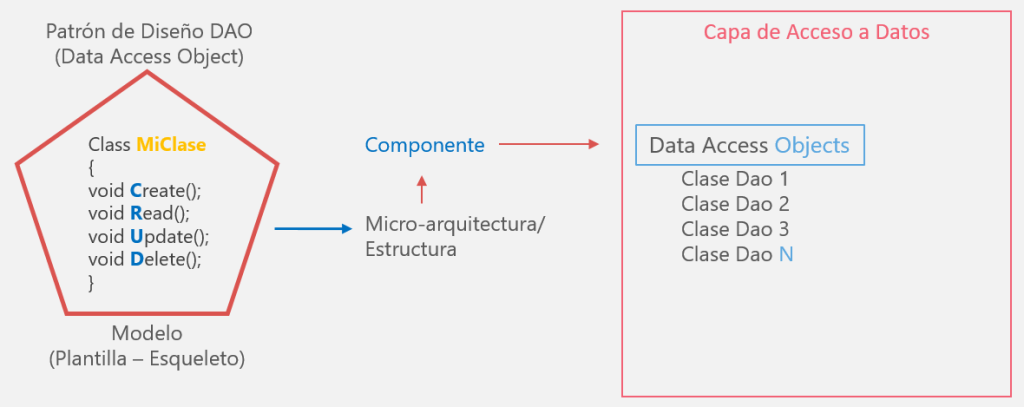 Patrón de Diseño DAO
(Data Access Object)
Class MiClase
{
void Create();
void Read();
void Update();
void Delete();
}
Modelo
(Plantilla – Esqueleto)
Componente
Micro-arquitectura/
Estructura
Capa de Acceso a Datos
Data Access Objects
Clase Dao 1
Clase Dao 2
Clase Dao 3
Clase Dao N